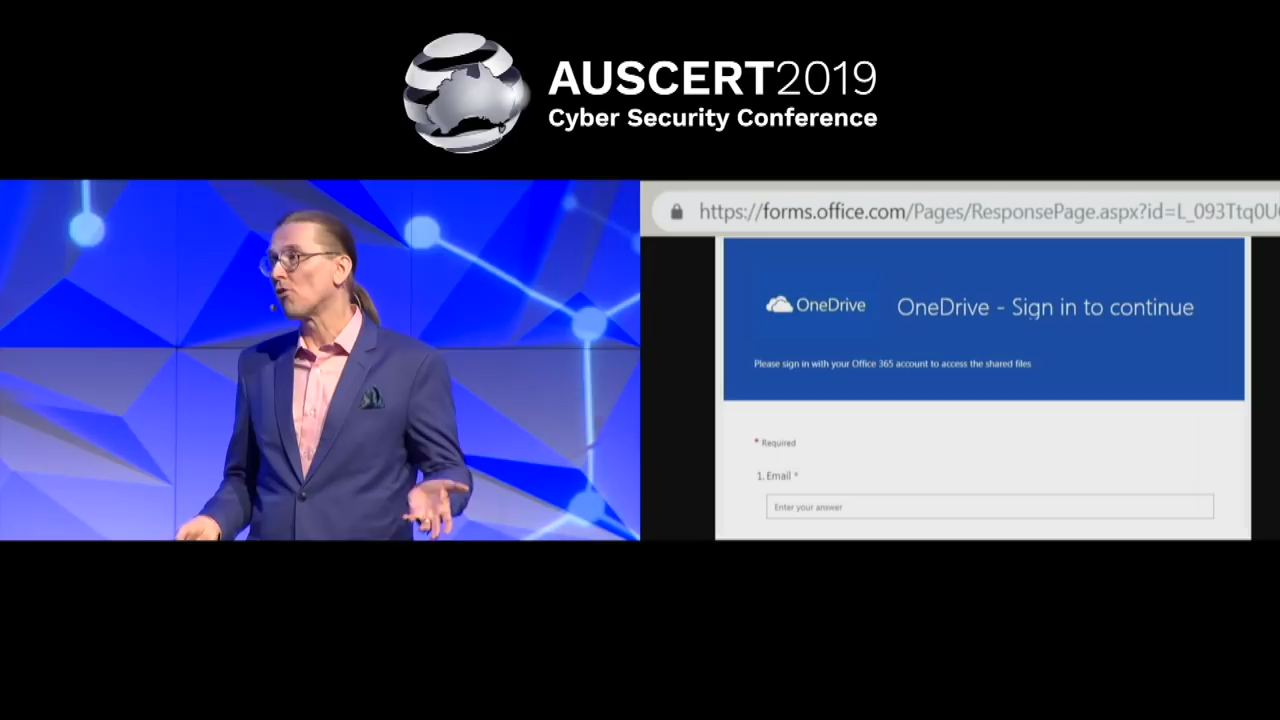 AUSCERT2019
Cyber Security Conference
https://forms.office.com/Pages/ResponsePage.aspx?id=L_093Ttq0U
OneDrive
OneDrive - Sign in to continue
Please sign in with your Office 365 account to access the shared files
* Required
1. Email *
Enter your answer